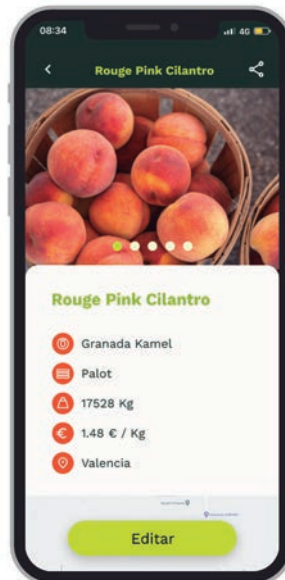 08:34
4G
Rouge Pink Cilantro
Rouge Pink Cilantro
Granada Kamel
Palot
17528 Kg
1.48 € / Kg
Valencia
Editar